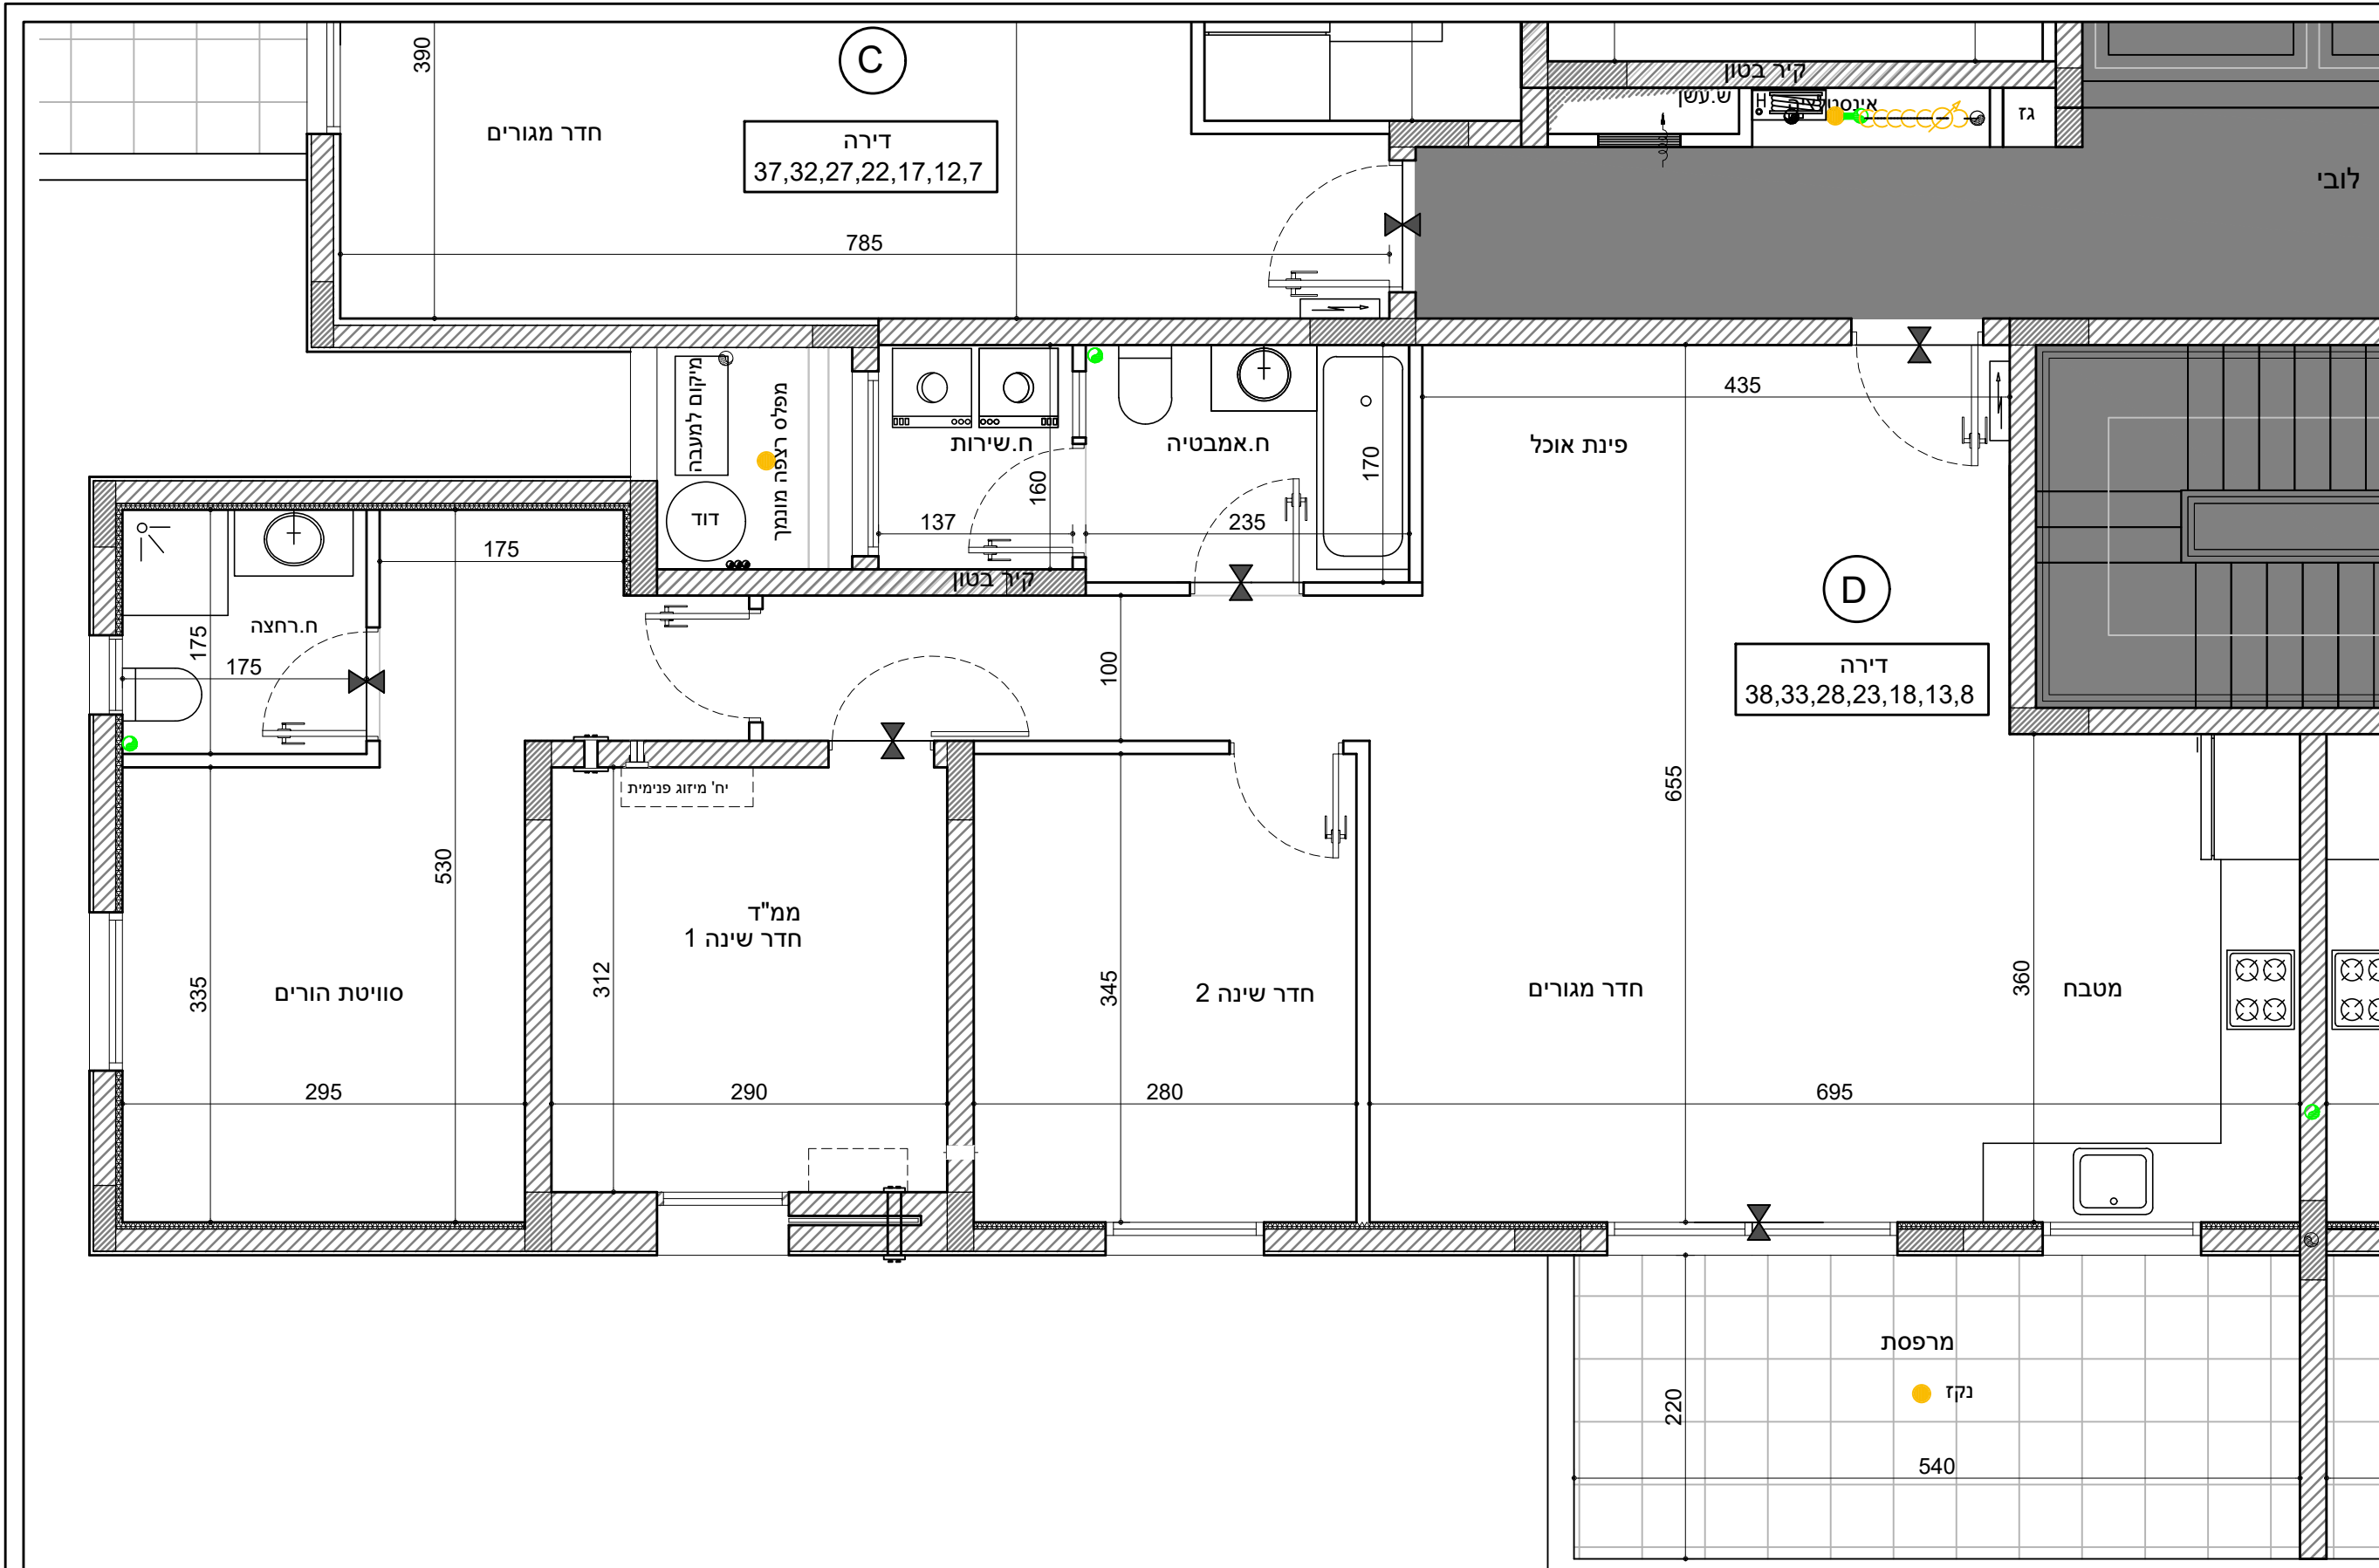 C
390
חדר מגורים
דירה
37,32,27,22,17,12,7
785
קיר בטון
ש.עשן
H
אינסטלציה
גז
לובי
מיקום למעבה
מפלס רצפה מונמך
דוד
ח.שירות
160
137
ח.אמבטיה
170
235
קיר בטון
פינת אוכל
435
D
דירה
38,33,28,23,18,13,8
175
ח.רחצה
175
175
100
יח' מיזוג פנימית
530
335
סוויטת הורים
295
ממ"ד
חדר שינה 1
312
290
345
חדר שינה 2
280
655
חדר מגורים
360
מטבח
695
מרפסת
נקז
220
540